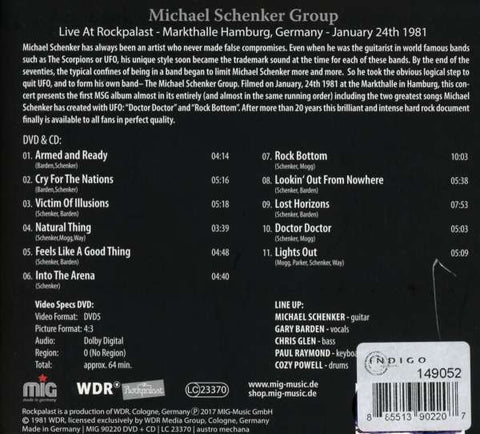 Michael Schenker Group
Live At Rockpalast - Markthalle Hamburg, Germany - January 24th 1981
Michael Schenker has always been an artist who never made false compromises. Even when he was the guitarist in world famous bands
such as The Scorpions or UFO, his unique style soon became the trademark sound at the time for each of these bands. By the end
of the seventies, the typical confines of being in a band began to limit Michael Schenker more and more. So he took the obvious logical step to
quit UFO, and to form his own band– The Michael Schenker Group. Filmed on January 24th 1981 at the Markthalle in Hamburg, this con-
cert presents the first MSG album almost in its entirely (and almost in the same running order) including the two greatest songs Michael
Schenker has created with UFO: "Doctor Doctor" and "Rock Bottom". After more than 20 years this brilliant and intense hard rock document
finally is available to all fans in perfect quality.
DVD & CD:
01. Armed and Ready 04:14
(Barden,Schenker)
02. Cry For The Nations 05:16
(Schenker, Barden)
03. Victim Of Illusions 05:18
(Schenker, Barden)
04. Natural Thing 03:39
(Schenker,Mogg,Way)
05. Feels Like A Good Thing 04:48
(Schenker, Barden)
06. Into The Arena 04:40
(Schenker)
07. Rock Bottom 10:03
(Schenker, Mogg)
08. Lookin' Out From Nowhere 05:38
(Schenker, Barden)
09. Lost Horizons 07:53
(Schenker, Barden)
10. Doctor Doctor 05:03
(Schenker, Mogg)
11. Lights Out 05:09
(Mogg, Parker, Schenker, Way)
Video Specs DVD:
Video Format: DVD5
Picture Format: 4:3
Audio: Dolby Digital
Region: 0 (No Region)
Total: approx. 64 min.
LINE UP:
MICHAEL SCHENKER - guitar
GARY BARDEN - vocals
CHRIS GLEN - bass
PAUL RAYMOND - keybo
COZY POWELL - drums
MIG
made in germany
WDR
Rockpalast
LC 23370
www.mig-music.de
shop.mig-music.de
INDIGO
149052
8 65513 90220 7
Rockpalast is a production of WDR, Cologne, Germany ℗ 2017 MIG-Music GmbH
© 1981 WDR, licensed exclusively by WDR Media Group, Cologne, Germany
Made in Germany | MIG 90220 DVD + CD | LC 23370 | austro mechana